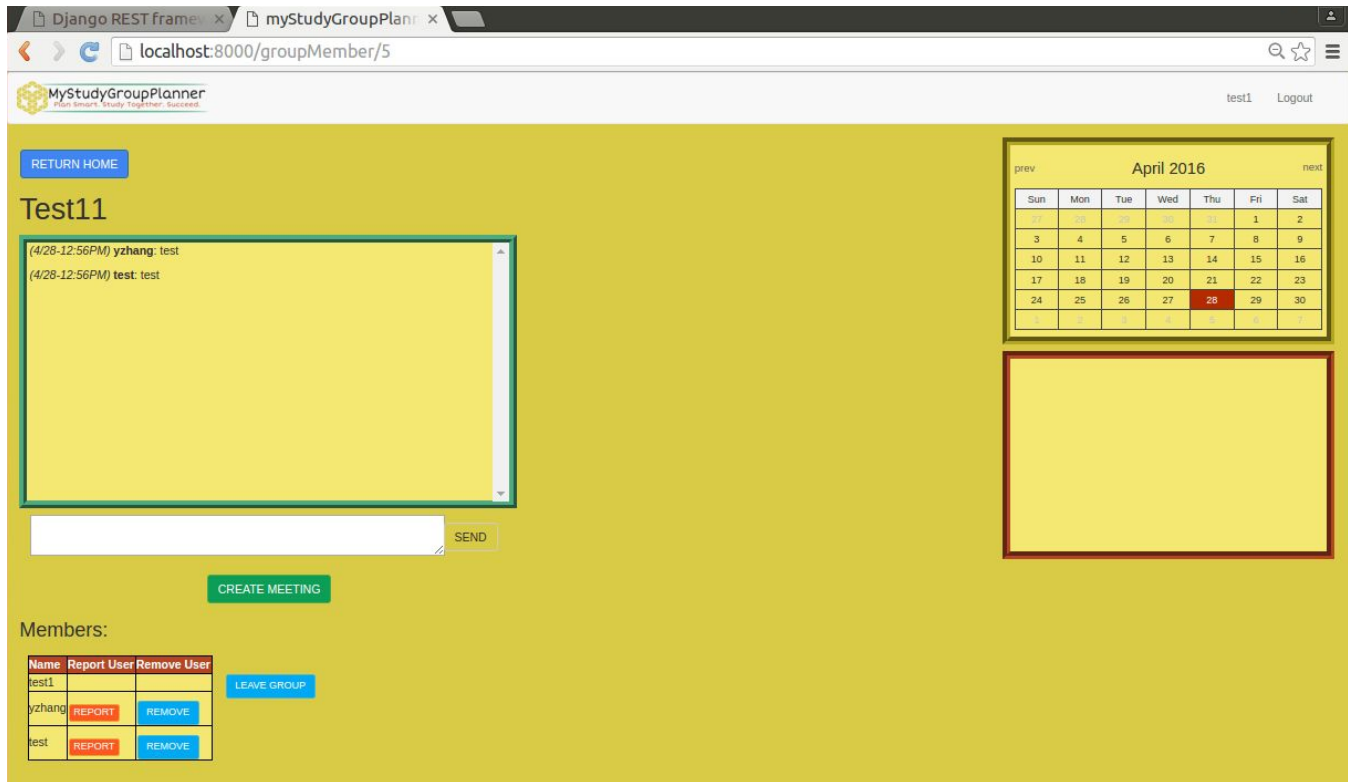 Django REST framew
myStudyGroupPlann
localhost:8000/groupMember/5
MyStudyGroupPlanner
Plan Smart. Study Together. Succeed.
test1 Logout
RETURN HOME
Test11
(4/28-12:56PM) yzhang: test
(4/28-12:56PM) test: test
SEND
CREATE MEETING
Members:
Name Report User Remove User
test1
LEAVE GROUP
yzhang REPORT REMOVE
test REPORT REMOVE
prev April 2016 next
Sun Mon Tue Wed Thu Fri Sat
27 28 29 30 31 1 2
3 4 5 6 7 8 9
10 11 12 13 14 15 16
17 18 19 20 21 22 23
24 25 26 27 28 29 30
1 2 3 4 5 6 7